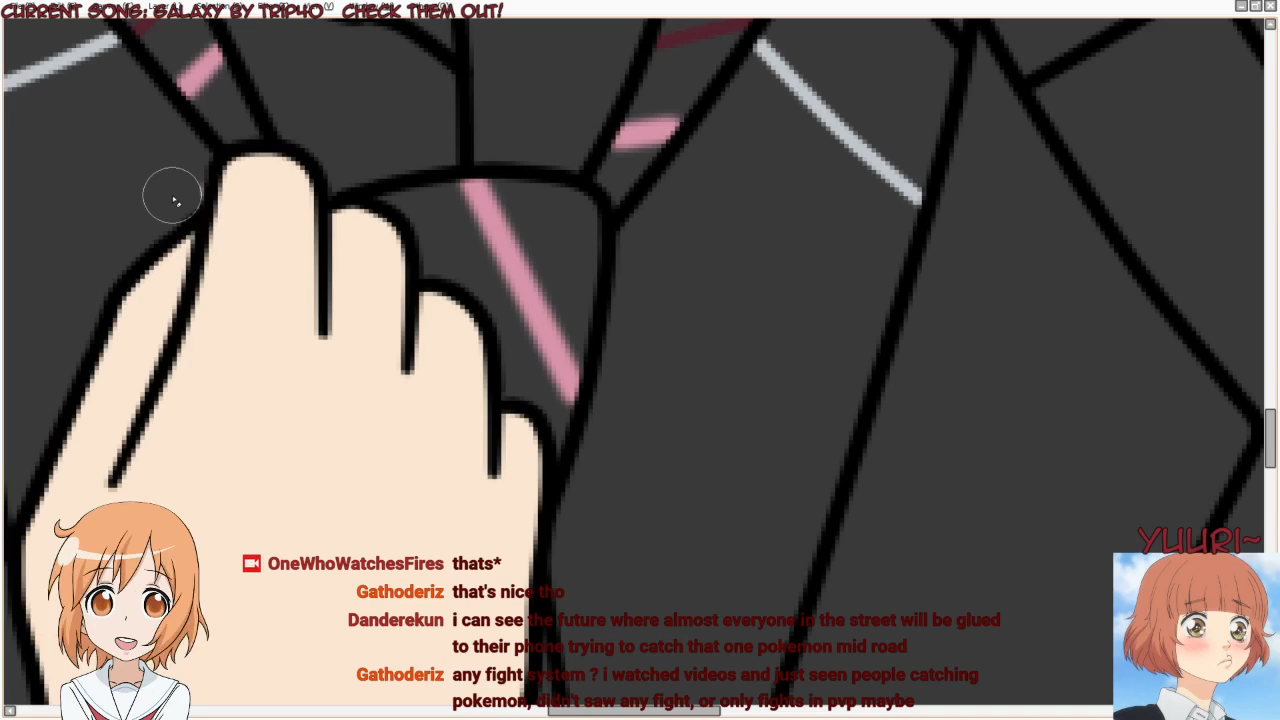 CURRENT SONG: GALAXY BY TRIP4O CHECK THEM OUT!
YUURI~
OneWhoWatchesFires thats*
Gathoderiz that's nice tho
Danderekun i can see the future where almost everyone in the street will be glued
to their phone trying to catch that one pokemon mid road
Gathoderiz any fight system ? i watched videos and just seen people catching
pokemon, didn't saw any fight, or only fights in pvp maybe